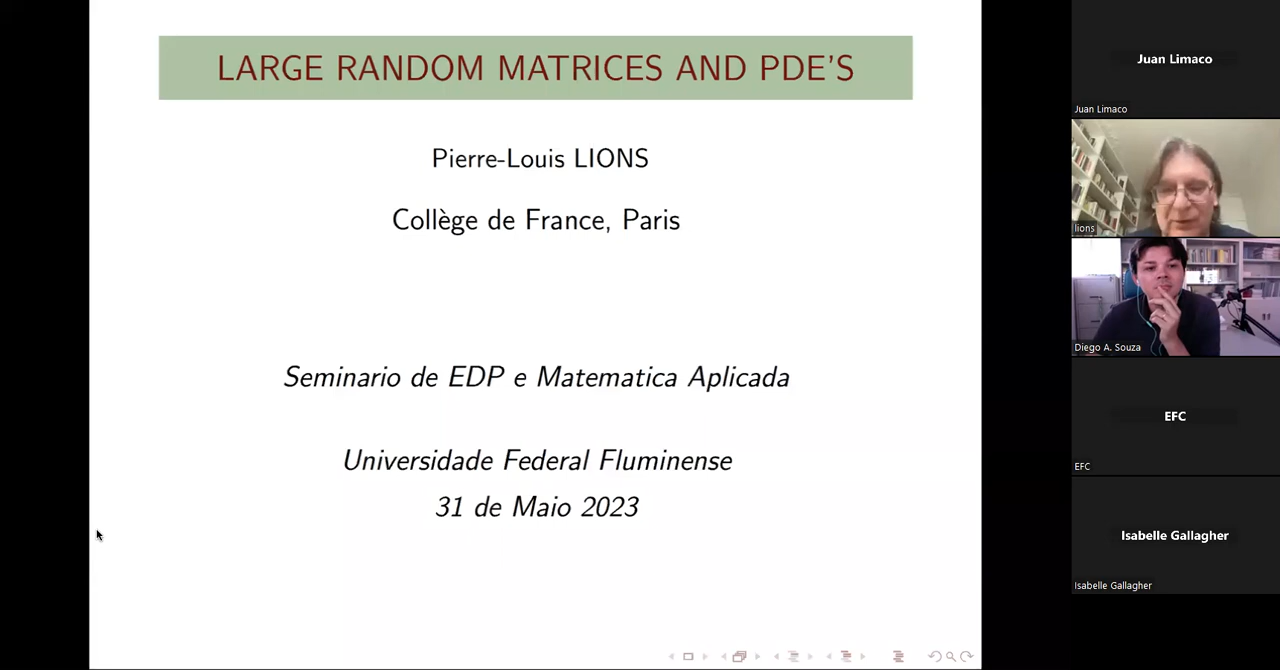 LARGE RANDOM MATRICES AND PDE'S
Pierre-Louis LIONS
Collège de France, Paris
Seminario de EDP e Matematica Aplicada
Universidade Federal Fluminense
31 de Maio 2023
Juan Limaco
Juan Limaco
lions
Diego A. Souza
EFC
EFC
Isabelle Gallagher
Isabelle Gallagher